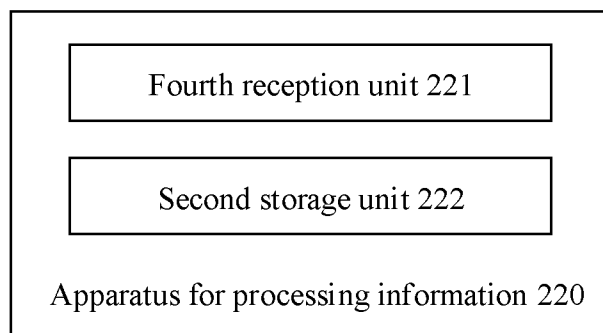 Fourth reception unit 221
Second storage unit 222
Apparatus for processing information 220